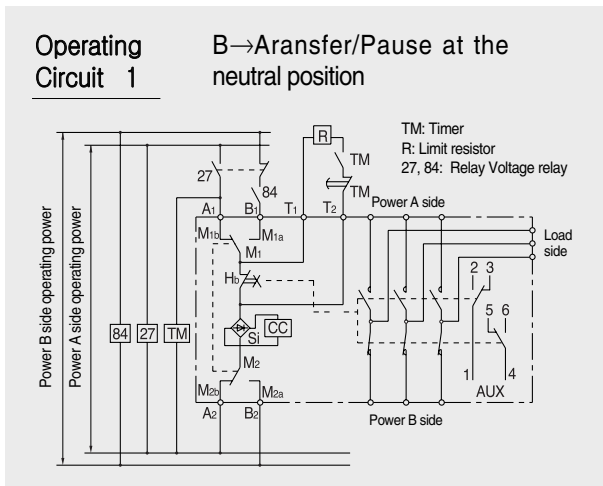 Operating
Circuit 1
B→Aransfer/Pause at the
neutral position
TM: Timer
R: Limit resistor
27, 84: Relay Voltage relay
R
TM
TM
27
84
A1
B1
T1
T2
Power A side
M1b
M1a
M1
Hb
Load
side
2 3
5 6
84
27
TM
CC
Si
M2
M2b
M2a
1
4
AUX
A2
B2
Power B side
Power B side operating power
Power A side operating power